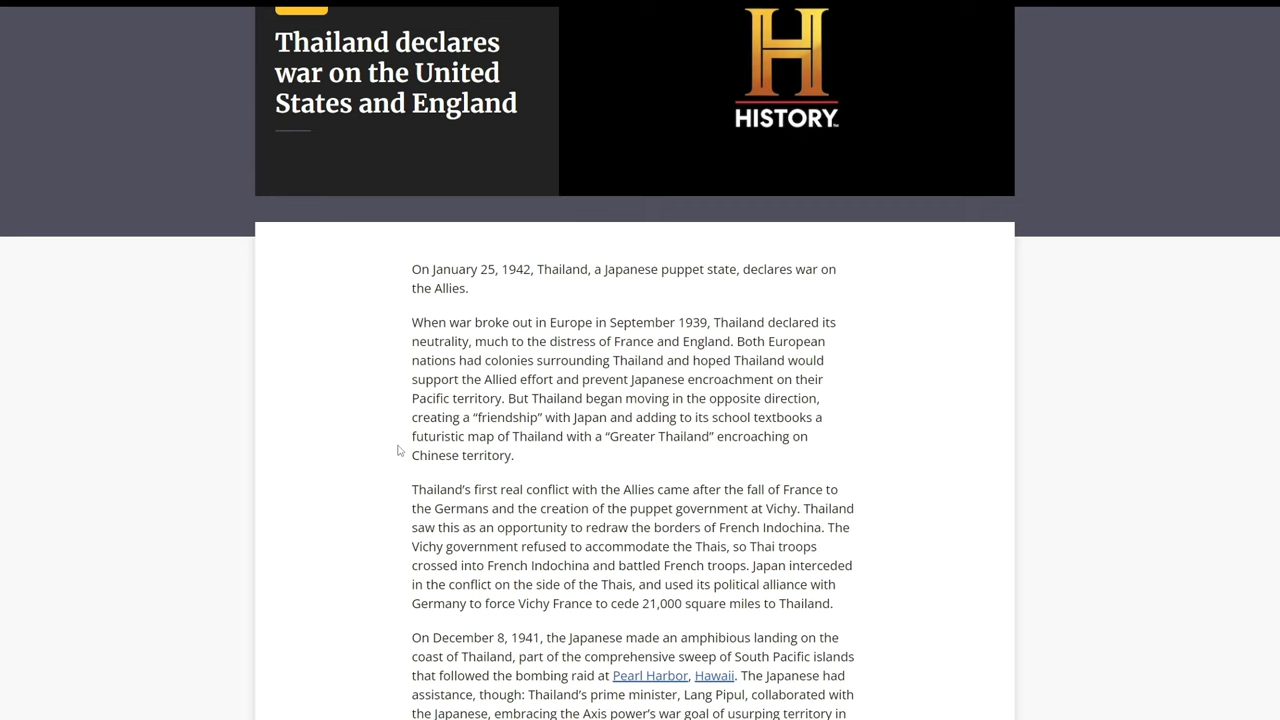 Thailand declares
war on the United
States and England
HISTORY™
On January 25, 1942, Thailand, a Japanese puppet state, declares war on
the Allies.
When war broke out in Europe in September 1939, Thailand declared its
neutrality, much to the distress of France and England. Both European
nations had colonies surrounding Thailand and hoped Thailand would
support the Allied effort and prevent Japanese encroachment on their
Pacific territory. But Thailand began moving in the opposite direction,
creating a “friendship” with Japan and adding to its school textbooks a
futuristic map of Thailand with a “Greater Thailand” encroaching on
Chinese territory.
Thailand’s first real conflict with the Allies came after the fall of France to
the Germans and the creation of the puppet government at Vichy. Thailand
saw this as an opportunity to redraw the borders of French Indochina. The
Vichy government refused to accommodate the Thais, so Thai troops
crossed into French Indochina and battled French troops. Japan interceded
in the conflict on the side of the Thais, and used its political alliance with
Germany to force Vichy France to cede 21,000 square miles to Thailand.
On December 8, 1941, the Japanese made an amphibious landing on the
coast of Thailand, part of the comprehensive sweep of South Pacific islands
that followed the bombing raid at Pearl Harbor, Hawaii. The Japanese had
assistance, though: Thailand’s prime minister, Lang Pipul, collaborated with
the Japanese, embracing the Axis power’s war goal of usurping territory in